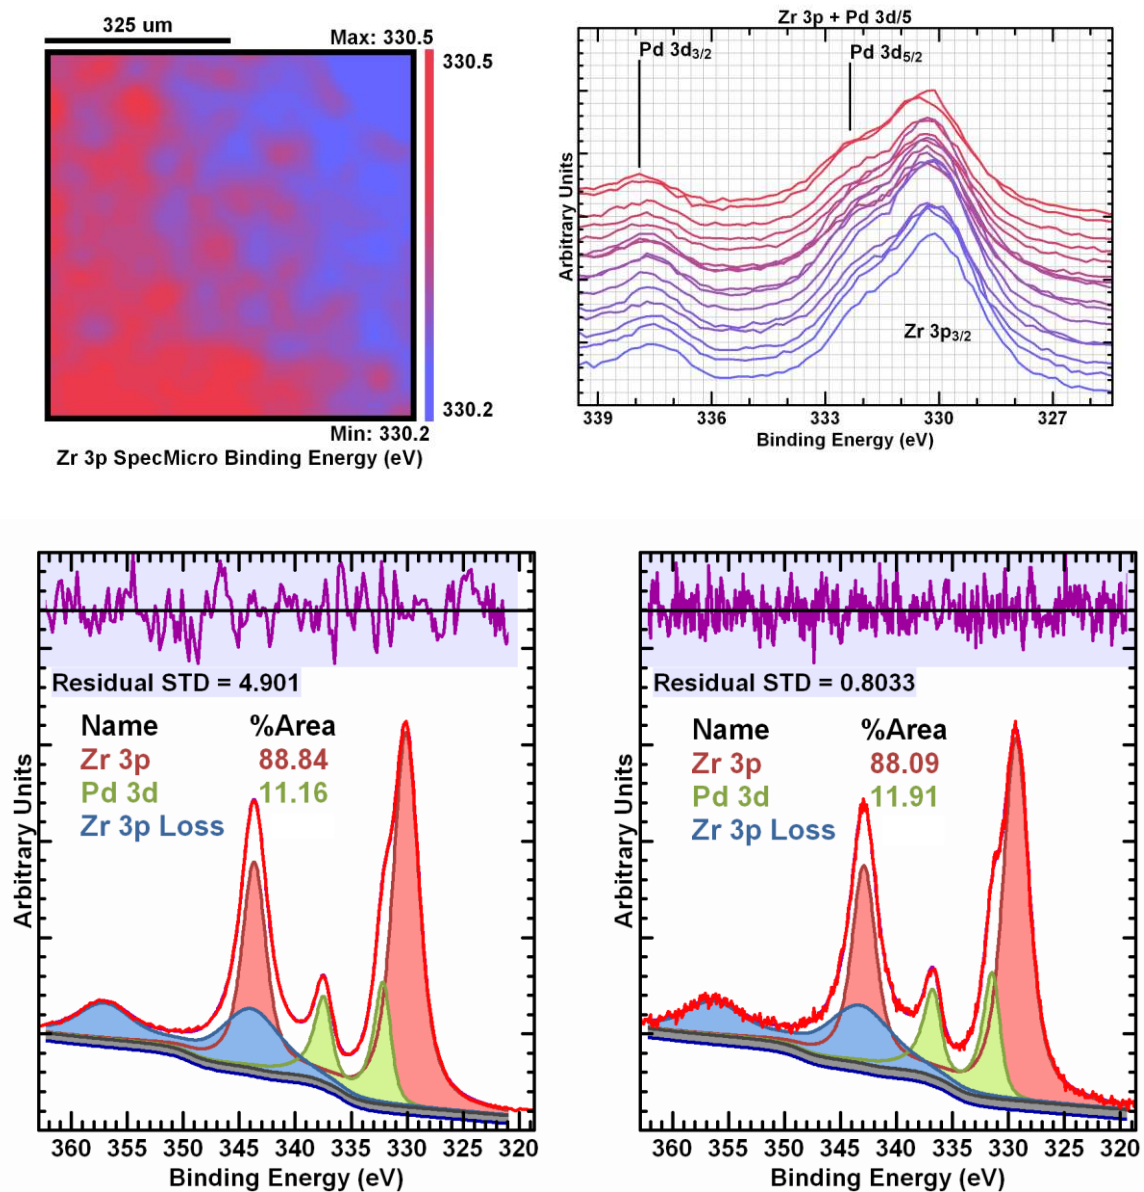 325 um
Max: 330.5
330.5
330.2
Min: 330.2
Zr 3p SpecMicro Binding Energy (eV)
Zr 3p + Pd 3d/5
Pd 3d3/2
Pd 3d5/2
Zr 3p3/2
Arbitrary Units
339 336 333 330 327
Binding Energy (eV)
Residual STD = 4.901
Name %Area
Zr 3p 88.84
Pd 3d 11.16
Zr 3p Loss
Arbitrary Units
360 355 350 345 340 335 330 325 320
Binding Energy (eV)
Residual STD = 0.8033
Name %Area
Zr 3p 88.09
Pd 3d 11.91
Zr 3p Loss
Arbitrary Units
360 355 350 345 340 335 330 325 320
Binding Energy (eV)